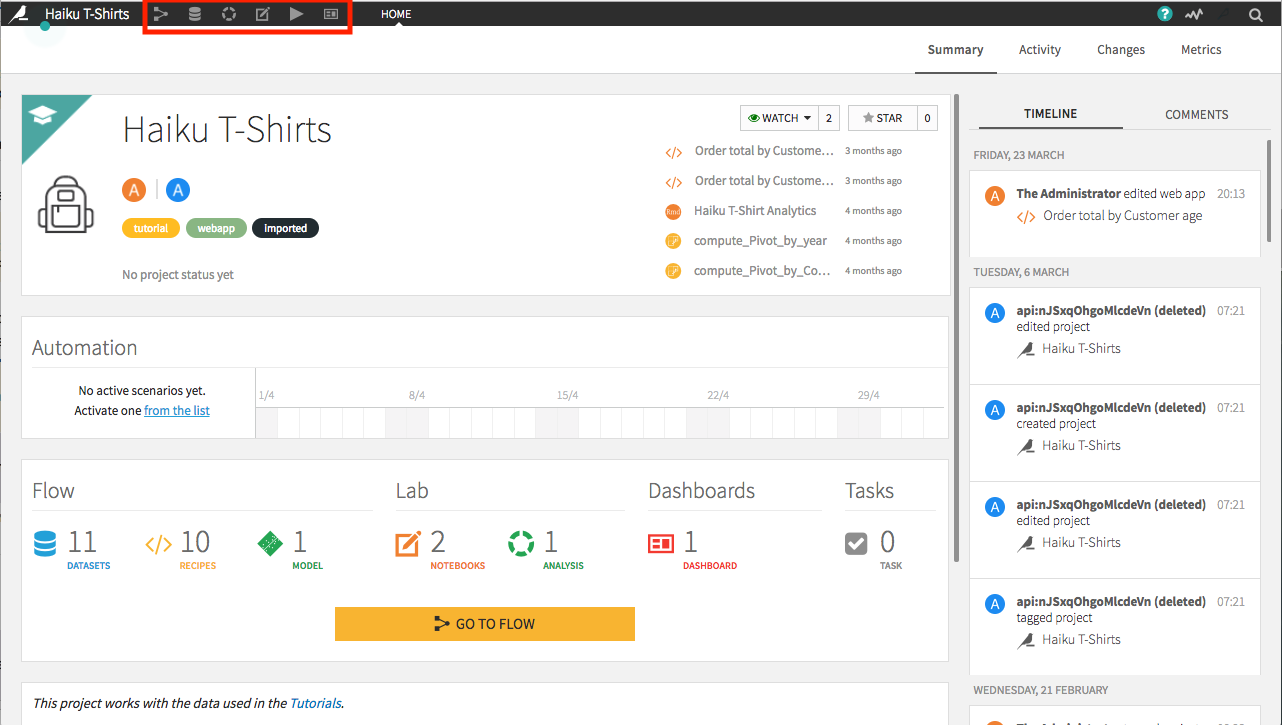 Haiku T-Shirts
HOME
?
Summary Activity Changes Metrics
Haiku T-Shirts
A A
tutorial webapp imported
No project status yet
WATCH 2 STAR 0
Order total by Custome... 3 months ago
Order total by Custome... 3 months ago
Rmd Haiku T-Shirt Analytics 4 months ago
compute_Pivot_by_year 4 months ago
compute_Pivot_by_Co... 4 months ago
Automation
No active scenarios yet.
Activate one from the list
1/4 8/4 15/4 22/4 29/4
Flow
11 DATASETS
10 RECIPES
1 MODEL
Lab
2 NOTEBOOKS
1 ANALYSIS
Dashboards
1 DASHBOARD
Tasks
0 TASK
GO TO FLOW
This project works with the data used in the Tutorials.
TIMELINE COMMENTS
FRIDAY, 23 MARCH
A The Administrator edited web app 20:13
</> Order total by Customer age
TUESDAY, 6 MARCH
A api:nJSxqOhgoMlcdeVn (deleted) 07:21
edited project
Haiku T-Shirts
A api:nJSxqOhgoMlcdeVn (deleted) 07:21
created project
Haiku T-Shirts
A api:nJSxqOhgoMlcdeVn (deleted) 07:21
edited project
Haiku T-Shirts
A api:nJSxqOhgoMlcdeVn (deleted) 07:21
tagged project
Haiku T-Shirts
WEDNESDAY, 21 FEBRUARY